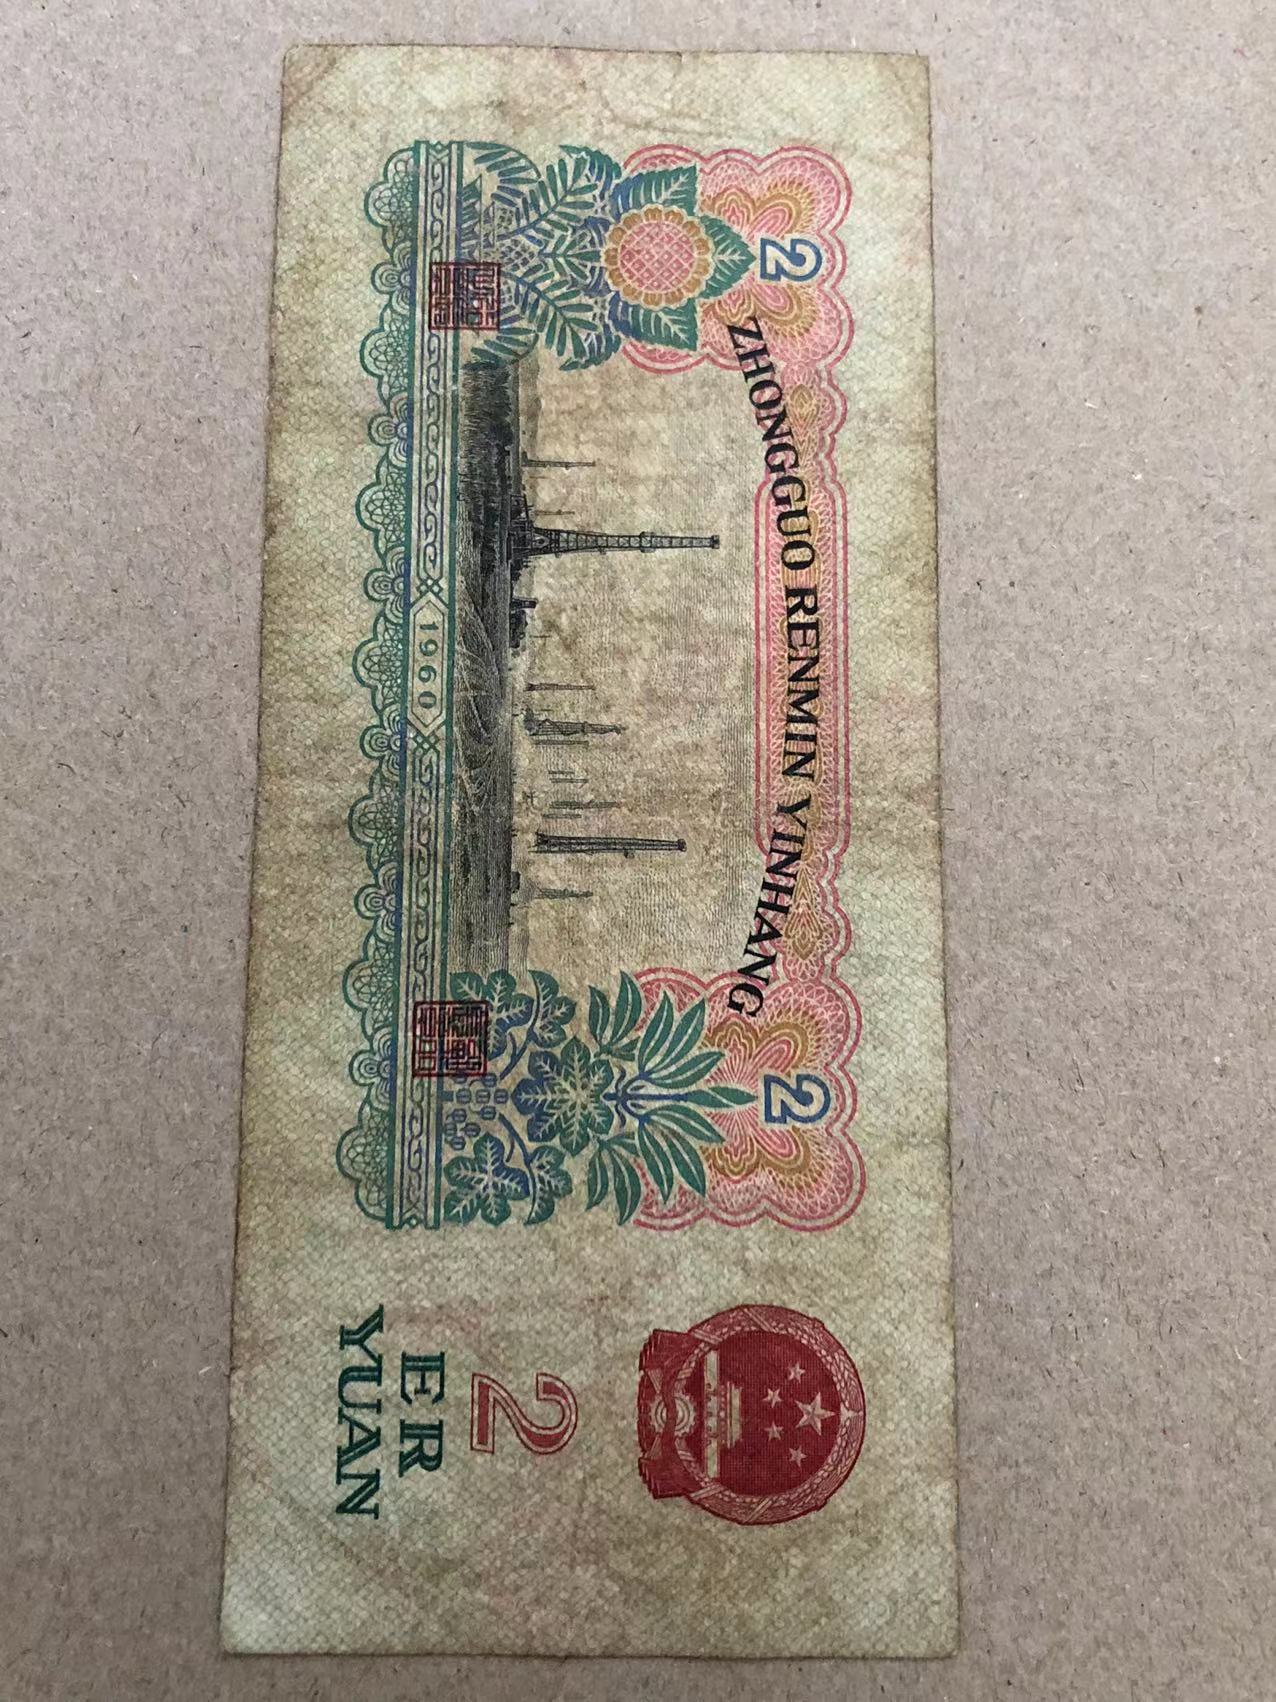 2
ZHONGGUO RENMIN YINHANG
2
1960
2
ER
YUAN